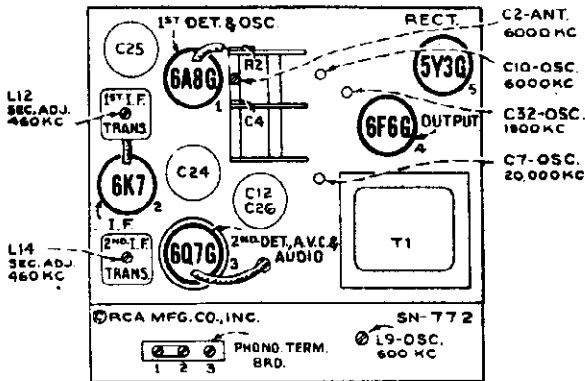 1ST DET. & OSC.
RECT.
C2-ANT.
6000 KC
C25
6A8G
R2
1
C4
5Y3G
5
C10-OSC.
6000 KC
L12
SEC. ADJ.
460 KC
1ST I.F.
TRANS.
6F6G
OUTPUT
4
C32-OSC.
1800 KC
6K7
2
I.F.
C24
C12
C26
C7-OSC.
20,000 KC
L14
SEC. ADJ.
460 KC
2ND I.F.
TRANS.
6Q7G
3
2ND DET., A.V.C. &
AUDIO
T1
©RCA MFG. CO., INC.
SN-772
PHONO. TERM.
BRD.
1 2 3
L9-OSC.
600 KC